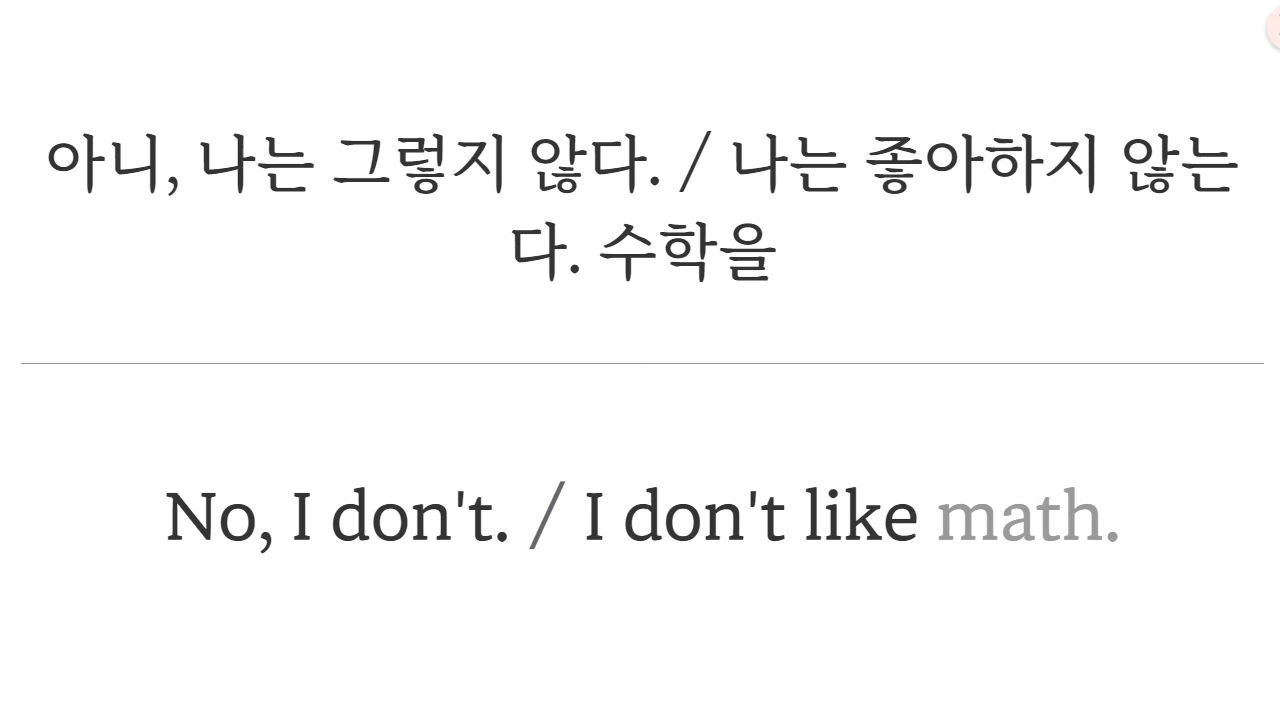 아니, 나는 그렇지 않다. / 나는 좋아하지 않는
다. 수학을
No, I don't. / I don't like math.